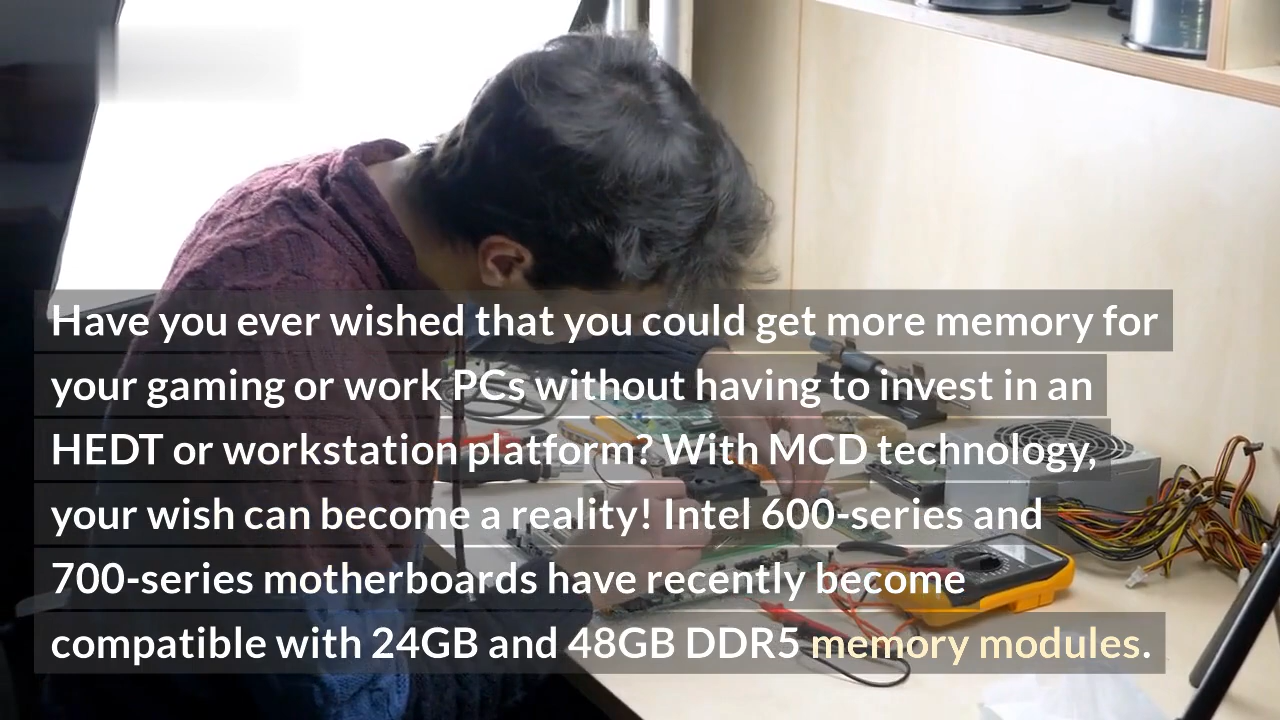 Have you ever wished that you could get more memory for
your gaming or work PCs without having to invest in an
HEDT or workstation platform? With MCD technology,
your wish can become a reality! Intel 600-series and
700-series motherboards have recently become
compatible with 24GB and 48GB DDR5 memory modules.